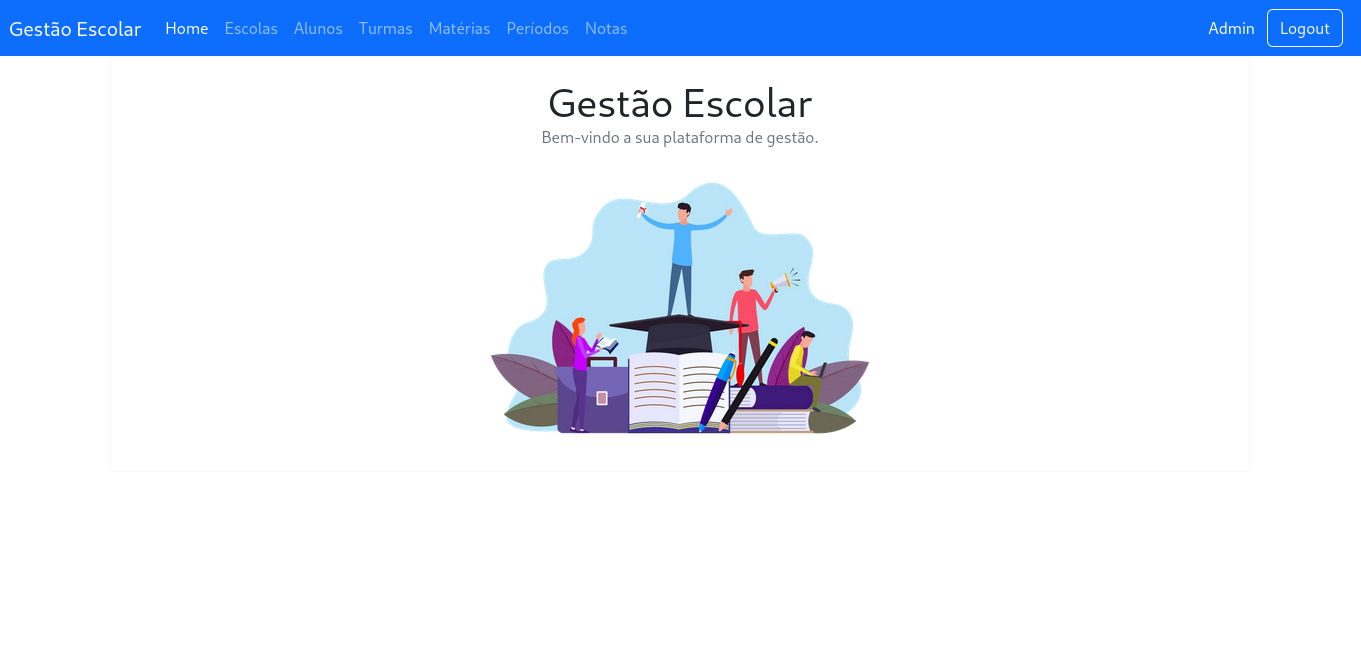 Gestão Escolar Home Escolas Alunos Turmas Matérias Períodos Notas Admin Logout
Gestão Escolar
Bem-vindo a sua plataforma de gestão.